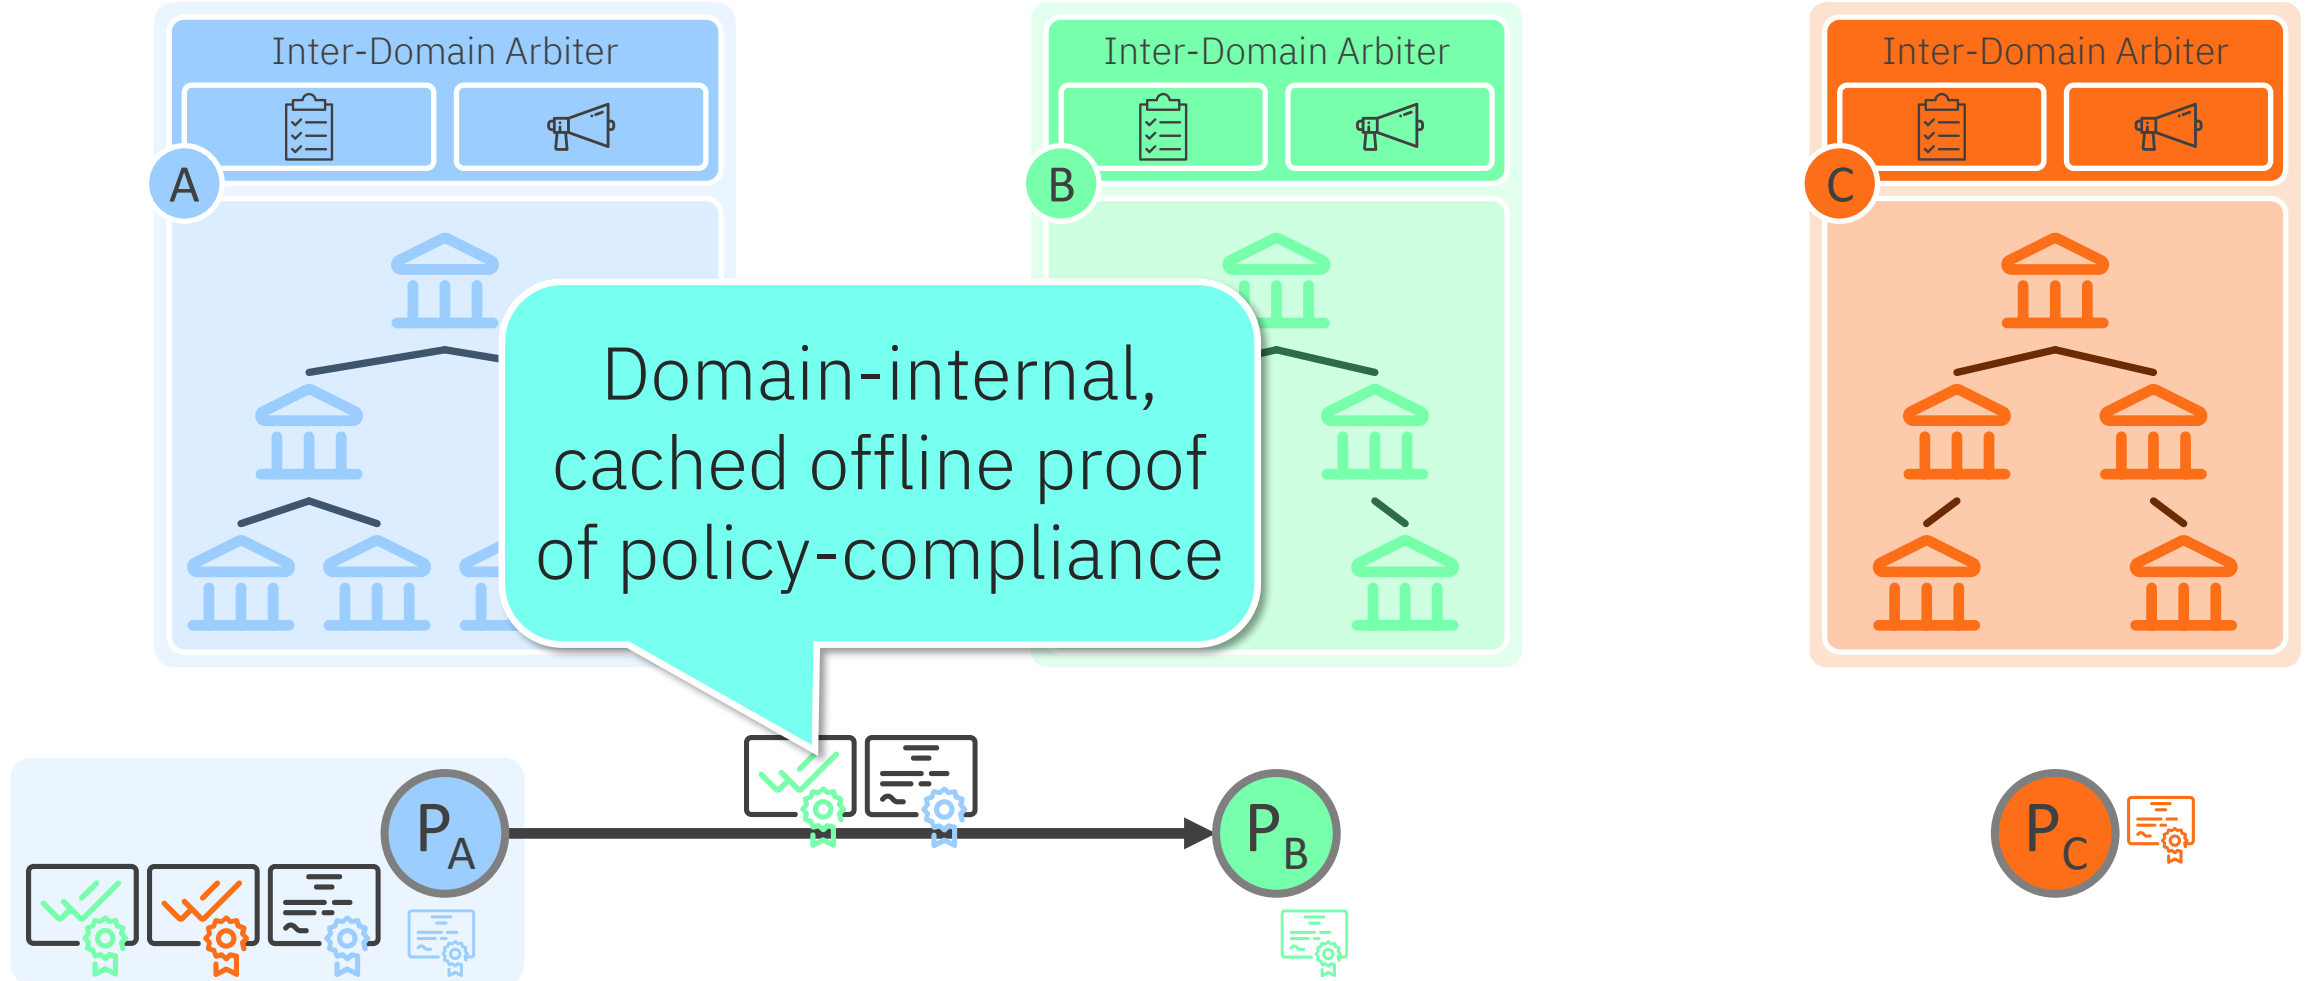 Inter-Domain Arbiter
Inter-Domain Arbiter
Inter-Domain Arbiter
A
B
C
Domain-internal,
cached offline proof
of policy-compliance
PA
PB
PC